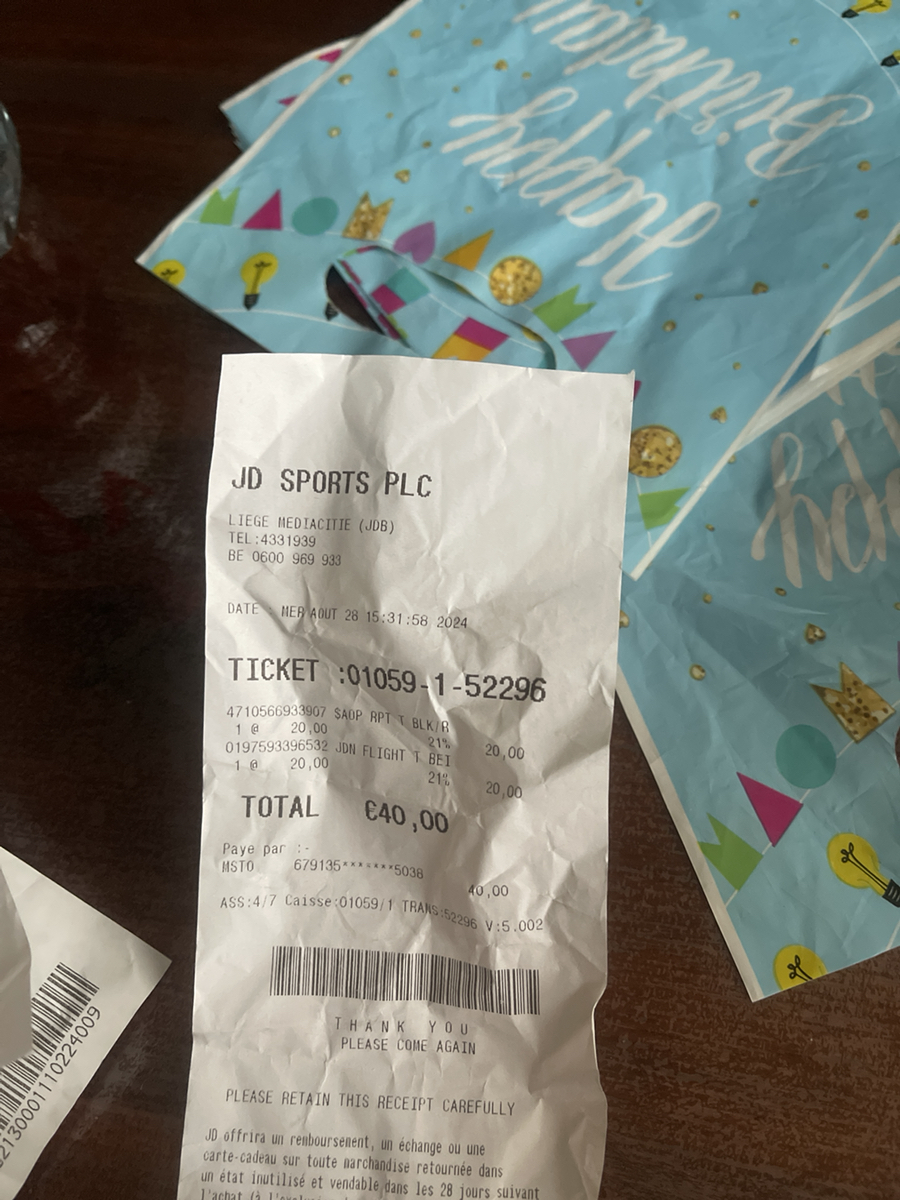 Happy
Birthday
JD SPORTS PLC
LIEGE MEDIACITIE (JDB)
TEL:4331939
BE 0600 969 933
DATE : MER AOUT 28 15:31:58 2024
TICKET :01059-1-52296
4710566933907 $AOP RPT T BLK/R
1 @ 20,00 21% 20,00
0197593396532 JDN FLIGHT T BEI
1 @ 20,00 21% 20,00
TOTAL €40,00
Paye par :-
MSTO 679135*******5038 40,00
ASS:4/7 Caisse:01059/1 TRANS:52296 V:5.002
THANK YOU
PLEASE COME AGAIN
PLEASE RETAIN THIS RECEIPT CAREFULLY
JD offrira un remboursement, un échange ou une
carte-cadeau sur toute marchandise retournée dans
un état inutilisé et vendable dans les 28 jours suivant
l'achat (à